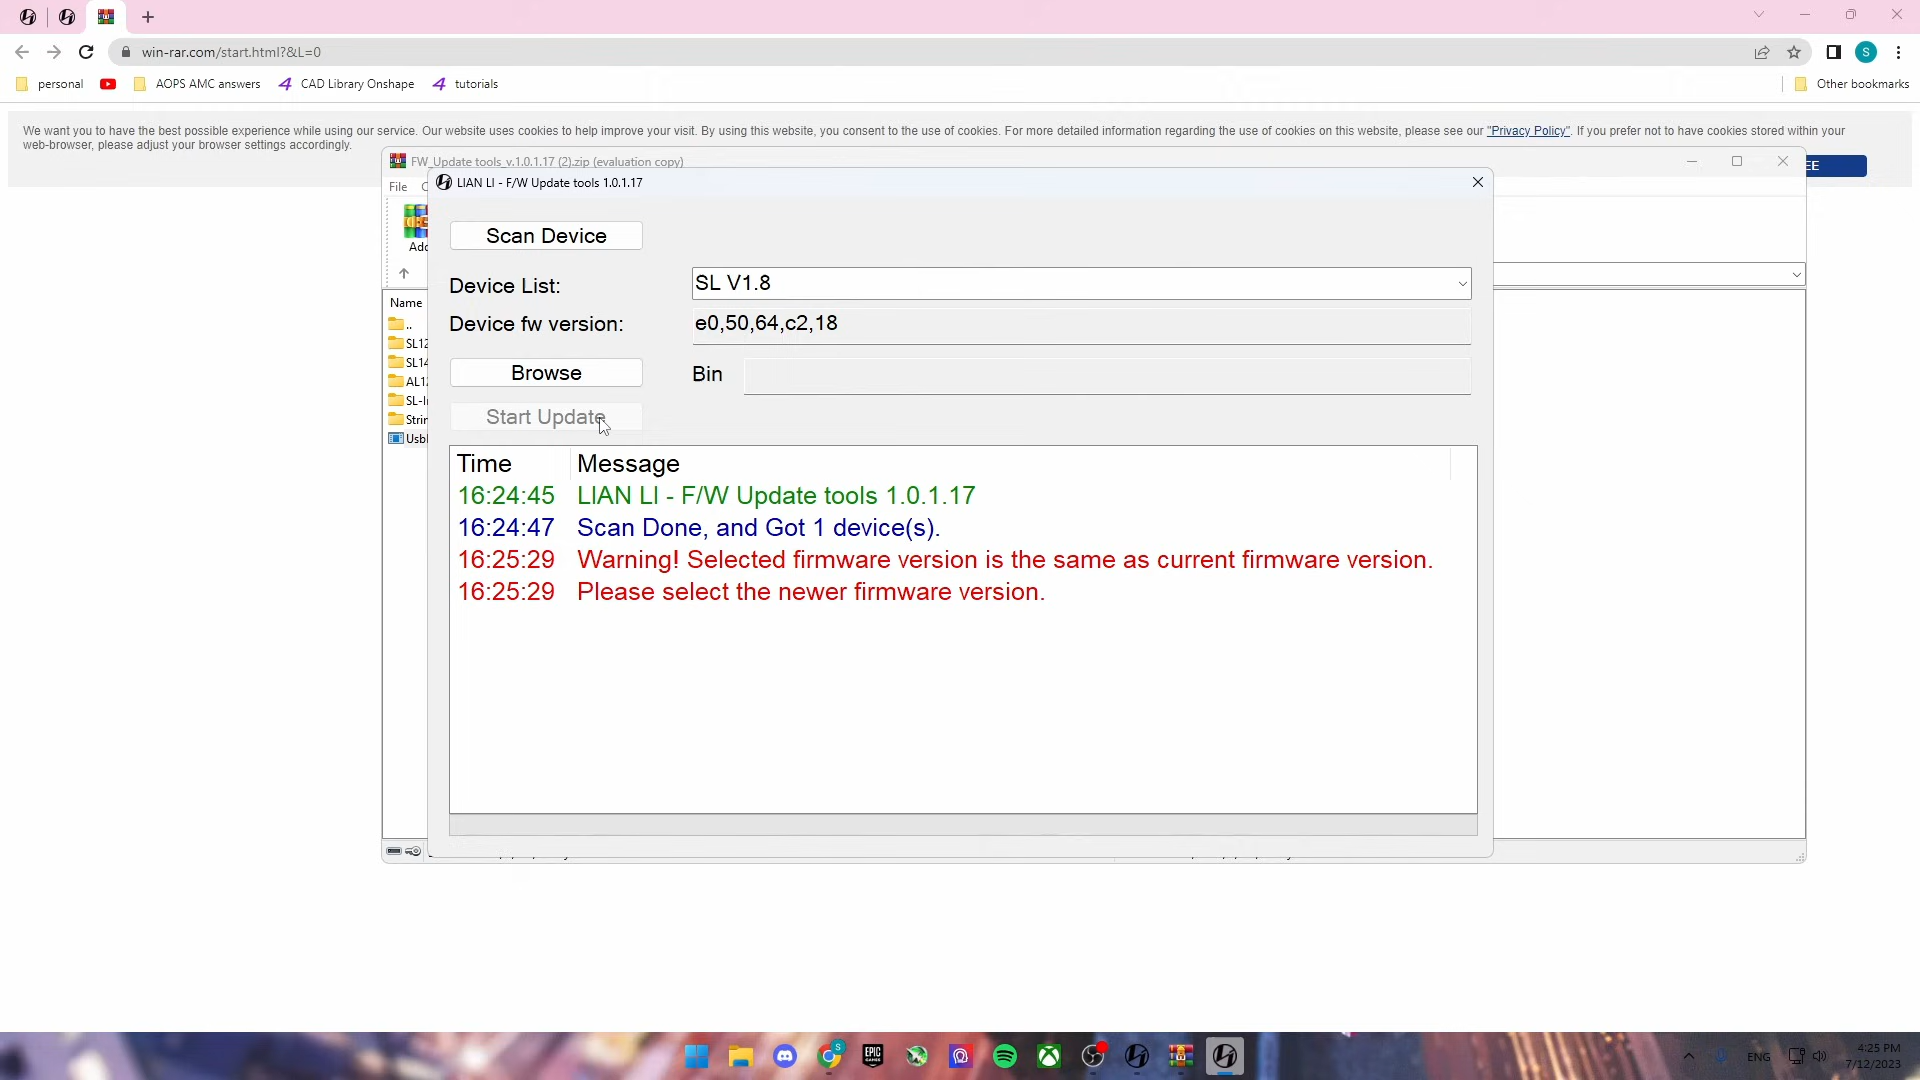 win-rar.com/start.html?&L=0
S
personal
AOPS AMC answers
CAD Library Onshape
tutorials
Other bookmarks
We want you to have the best possible experience while using our service. Our website uses cookies to help improve your visit. By using this website, you consent to the use of cookies. For more detailed information regarding the use of cookies on this website, please see our "Privacy Policy". If you prefer not to have cookies stored within your
web-browser, please adjust your browser settings accordingly.
FW_Update tools_v.1.0.1.17 (2).zip (evaluation copy)
EE
File
LIAN LI - F/W Update tools 1.0.1.17
Scan Device
Device List:
SL V1.8
Name
Device fw version:
e0,50,64,c2,18
Browse
Bin
Start Update
Time
Message
16:24:45
LIAN LI - F/W Update tools 1.0.1.17
16:24:47
Scan Done, and Got 1 device(s).
16:25:29
Warning! Selected firmware version is the same as current firmware version.
16:25:29
Please select the newer firmware version.
EPIC GAMES
S
ENG
4:25 PM
7/12/2023